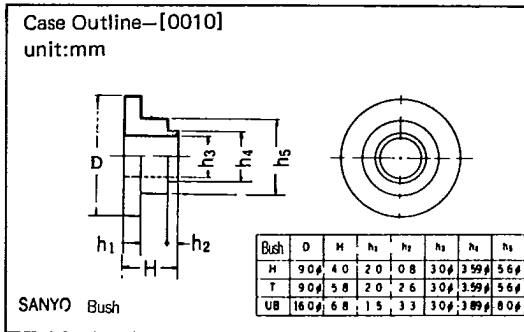 Case Outline—[0010]
unit:mm
D
h₃
h₄
h₅
h₁
h₂
H
Bush D H h₁ h₂ h₃ h₄ h₅
H 9.0ϕ 4.0 2.0 0.8 3.0ϕ 3.59ϕ 5.6ϕ
T 9.0ϕ 5.8 2.0 2.6 3.0ϕ 3.59ϕ 5.6ϕ
UB 16.0ϕ 6.8 1.5 3.3 3.0ϕ 3.89ϕ 8.0ϕ
SANYO Bush